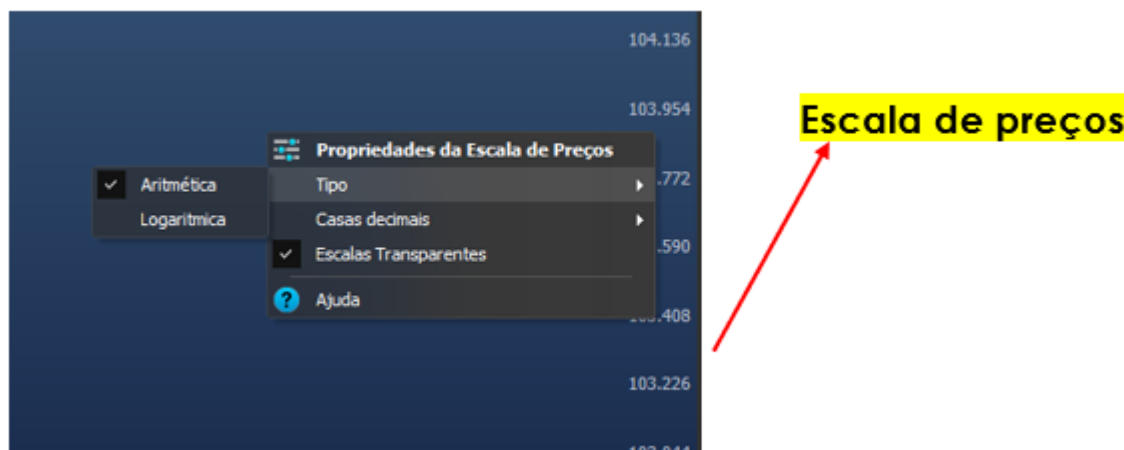 104.136
103.954
Escala de preços
Propriedades da Escala de Preços
Aritmética
Tipo
.772
Logaritmica
Casas decimais
Escalas Transparentes
.590
Ajuda
.408
103.226